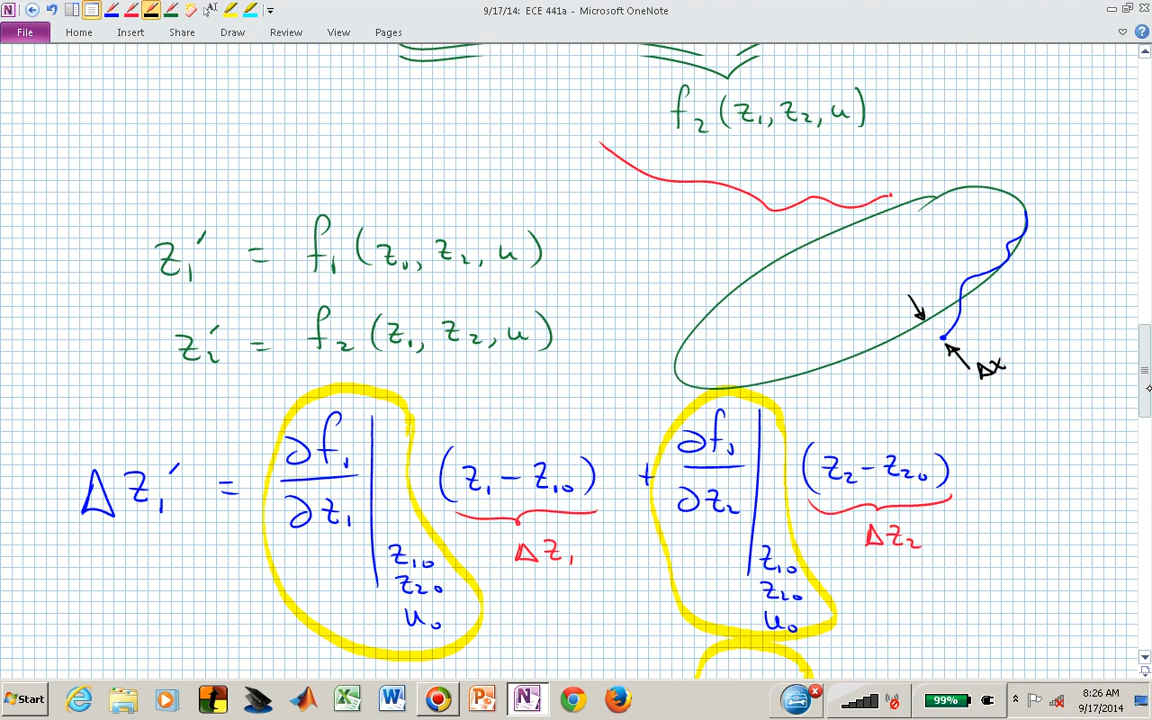 9/17/14: ECE 441a - Microsoft OneNote
File Home Insert Share Draw Review View Pages
f₂ (z₁, z₂, u)
z₁′ = f₁ (z₁, z₂, u)
z₂′ = f₂ (z₁, z₂, u)
Δx
Δz₁′ = ∂f₁/∂z₁ | z₁₀ z₂₀ u₀ (z₁ - z₁₀) + ∂f₁/∂z₂ | z₁₀ z₂₀ u₀ (z₂ - z₂₀)
Δz₁ Δz₂
Start 99% 8:26 AM
9/17/2014